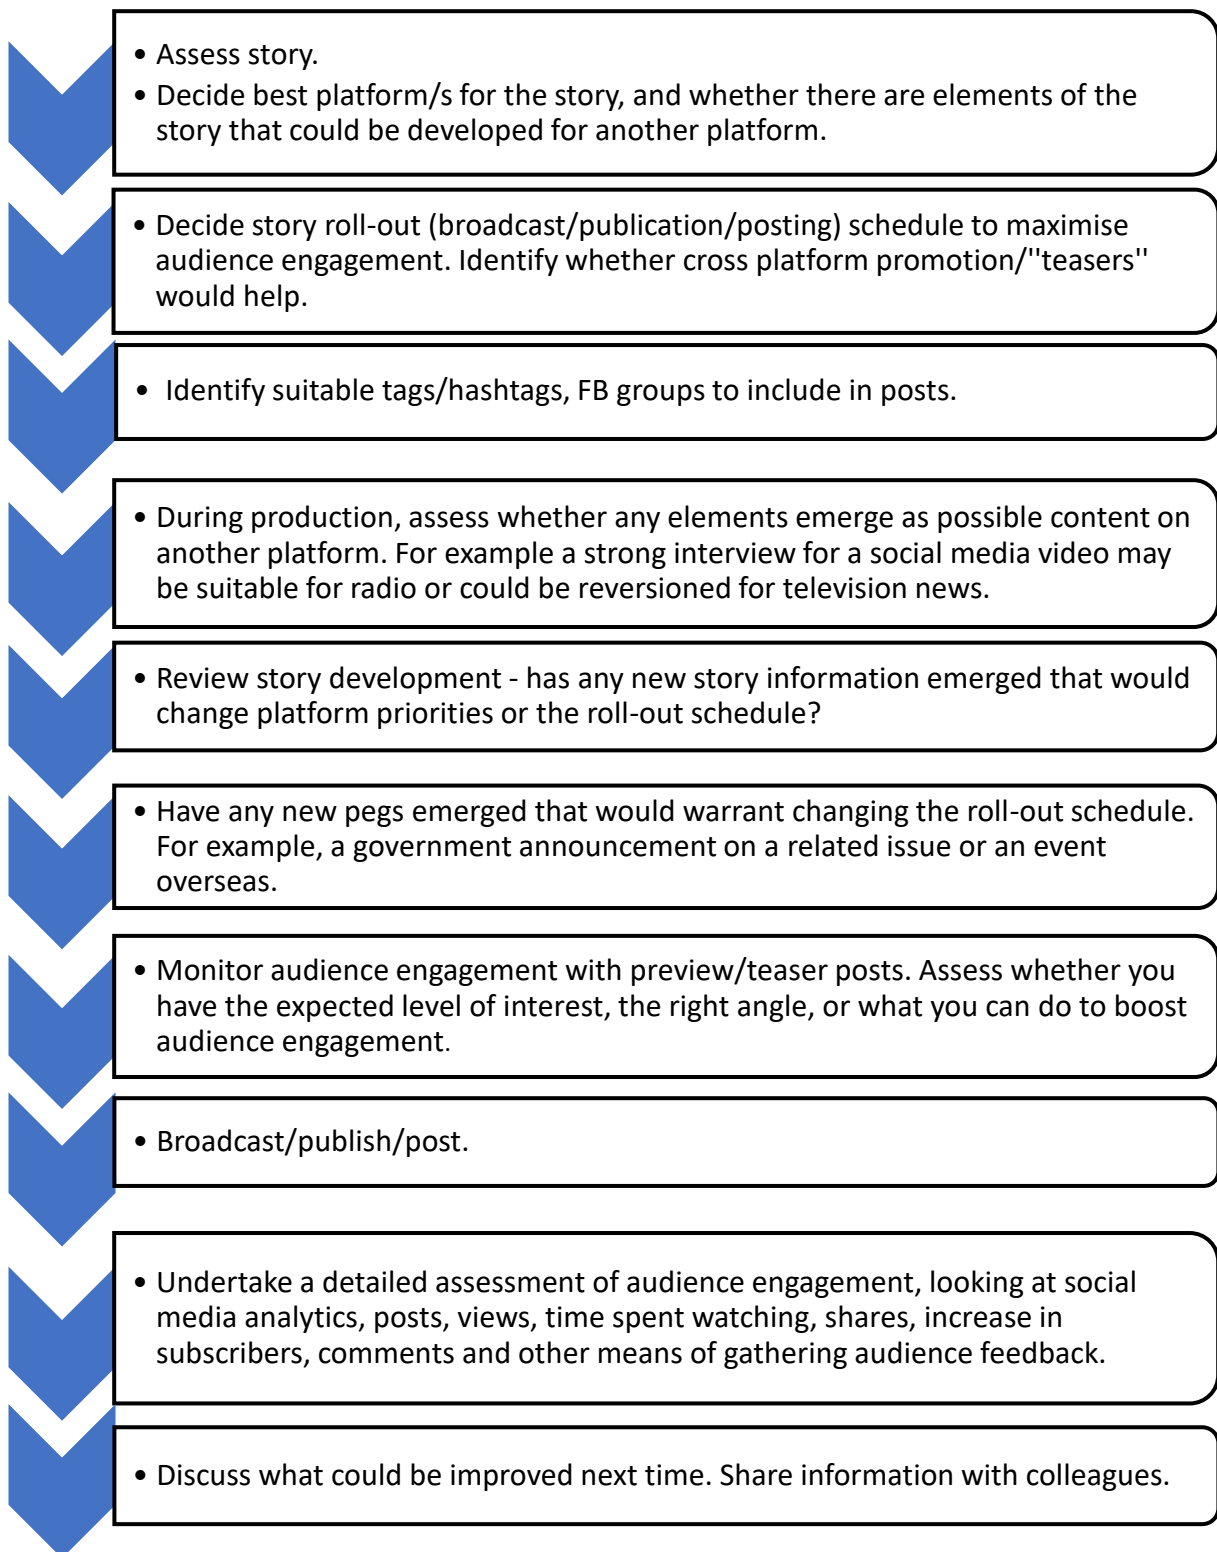 • Assess story.
• Decide best platform/s for the story, and whether there are elements of the
story that could be developed for another platform.
• Decide story roll-out (broadcast/publication/posting) schedule to maximise
audience engagement. Identify whether cross platform promotion/"teasers"
would help.
• Identify suitable tags/hashtags, FB groups to include in posts.
• During production, assess whether any elements emerge as possible content on
another platform. For example a strong interview for a social media video may
be suitable for radio or could be reversioned for television news.
• Review story development - has any new story information emerged that would
change platform priorities or the roll-out schedule?
• Have any new pegs emerged that would warrant changing the roll-out schedule.
For example, a government announcement on a related issue or an event
overseas.
• Monitor audience engagement with preview/teaser posts. Assess whether you
have the expected level of interest, the right angle, or what you can do to boost
audience engagement.
• Broadcast/publish/post.
• Undertake a detailed assessment of audience engagement, looking at social
media analytics, posts, views, time spent watching, shares, increase in
subscribers, comments and other means of gathering audience feedback.
• Discuss what could be improved next time. Share information with colleagues.